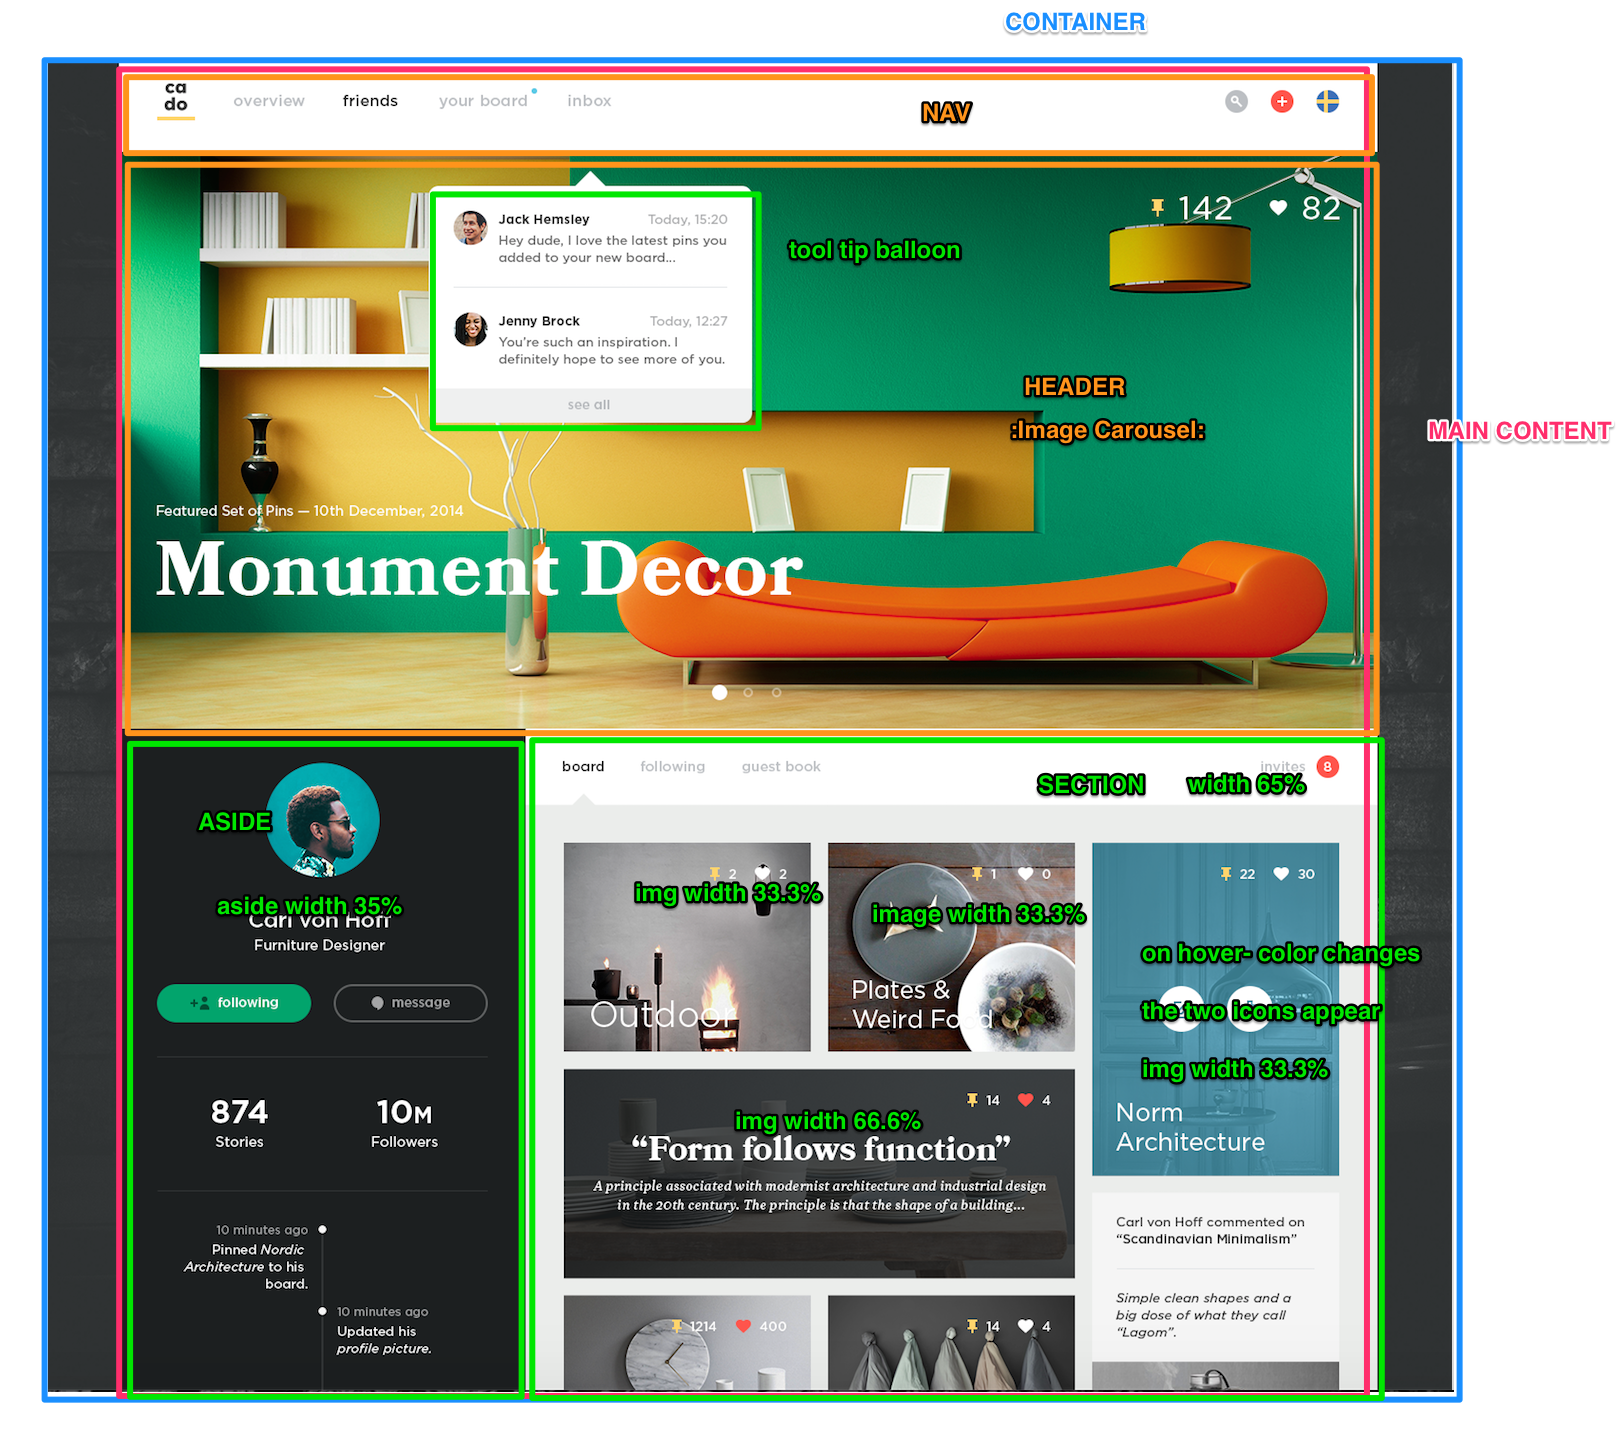 CONTAINER
ca
do
overview
friends
your board
inbox
NAV
142
82
Jack Hemsley
Today, 15:20
Hey dude, I love the latest pins you
added to your new board...
tool tip balloon
Jenny Brock
Today, 12:27
You're such an inspiration. I
definitely hope to see more of you.
see all
HEADER
:Image Carousel:
MAIN CONTENT
Featured Set of Pins — 10th December, 2014
Monument Decor
board
following
guest book
invites
8
SECTION
width 65%
ASIDE
aside width 35%
Carl von Hoff
Furniture Designer
following
message
874
Stories
10M
Followers
10 minutes ago
Pinned Nordic
Architecture to his
board.
10 minutes ago
Updated his
profile picture.
2
2
img width 33.3%
Outdoor
1
0
image width 33.3%
Plates &
Weird Food
22
30
on hover- color changes
the two icons appear
img width 33.3%
Norm
Architecture
14
4
img width 66.6%
“Form follows function”
A principle associated with modernist architecture and industrial design
in the 20th century. The principle is that the shape of a building...
Carl von Hoff commented on
“Scandinavian Minimalism”
Simple clean shapes and a
big dose of what they call
“Lagom”.
1214
400
14
4